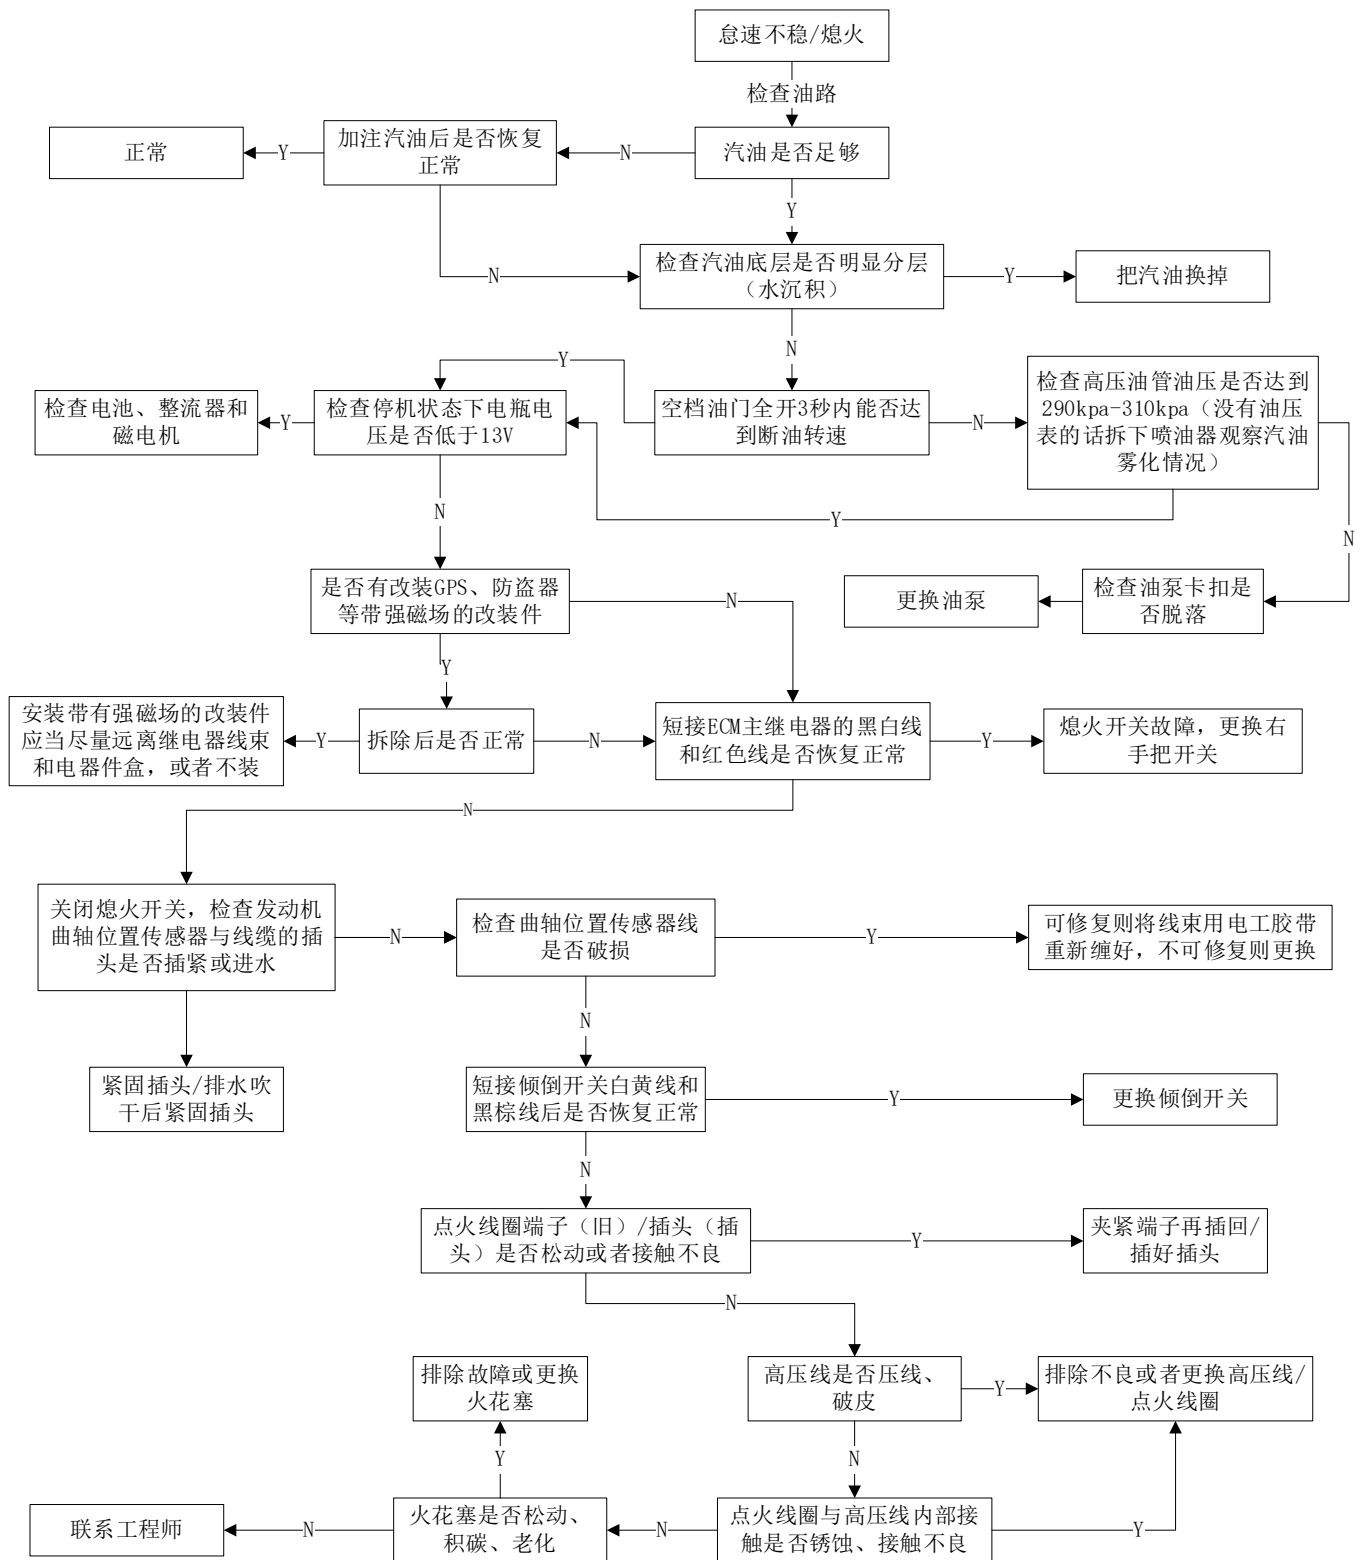 怠速不稳/熄火
检查油路
正常
Y
加注汽油后是否恢复
正常
N
汽油是否足够
Y
N
检查汽油底层是否明显分层
（水沉积）
Y
把汽油换掉
N
检查电池、整流器和
磁电机
Y
检查停机状态下电瓶电
压是否低于13V
Y
空档油门全开3秒内能否达
到断油转速
N
检查高压油管油压是否达到
290kpa-310kpa（没有油压
表的话拆下喷油器观察汽油
雾化情况）
N
Y
N
是否有改装GPS、防盗器
等带强磁场的改装件
N
更换油泵
检查油泵卡扣是
否脱落
Y
安装带有强磁场的改装件
应当尽量远离继电器线束
和电器件盒，或者不装
Y
拆除后是否正常
N
短接ECM主继电器的黑白线
和红色线是否恢复正常
Y
熄火开关故障，更换右
手把开关
N
关闭熄火开关，检查发动机
曲轴位置传感器与线缆的插
头是否插紧或进水
N
检查曲轴位置传感器线
是否破损
Y
可修复则将线束用电工胶带
重新缠好，不可修复则更换
N
紧固插头/排水吹
干后紧固插头
短接倾倒开关白黄线和
黑棕线后是否恢复正常
Y
更换倾倒开关
N
点火线圈端子（旧）/插头（插
头）是否松动或者接触不良
Y
夹紧端子再插回/
插好插头
N
排除故障或更换
火花塞
高压线是否压线、
破皮
Y
排除不良或者更换高压线/
点火线圈
Y
N
联系工程师
N
火花塞是否松动、
积碳、老化
N
点火线圈与高压线内部接
触是否锈蚀、接触不良
Y